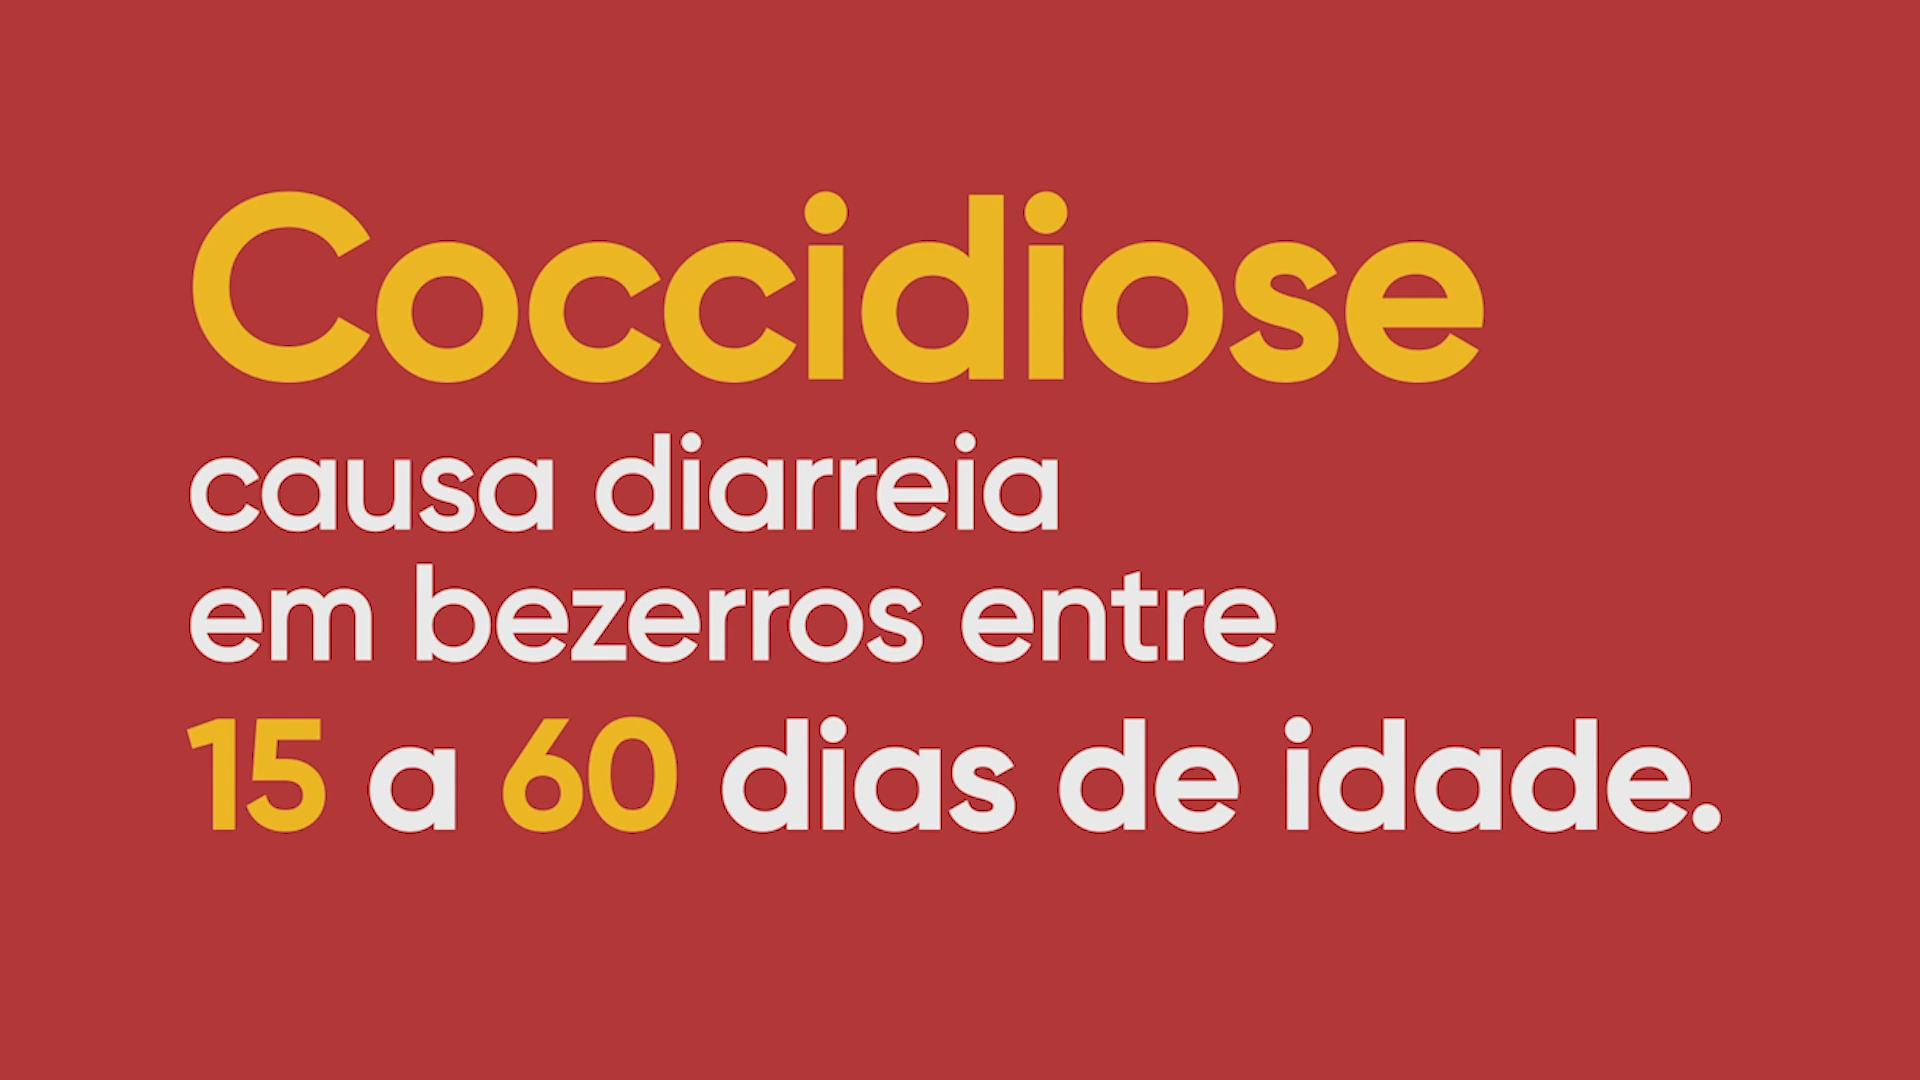 Coccidiose
causa diarreia
em bezerros entre
15 a 60 dias de idade.